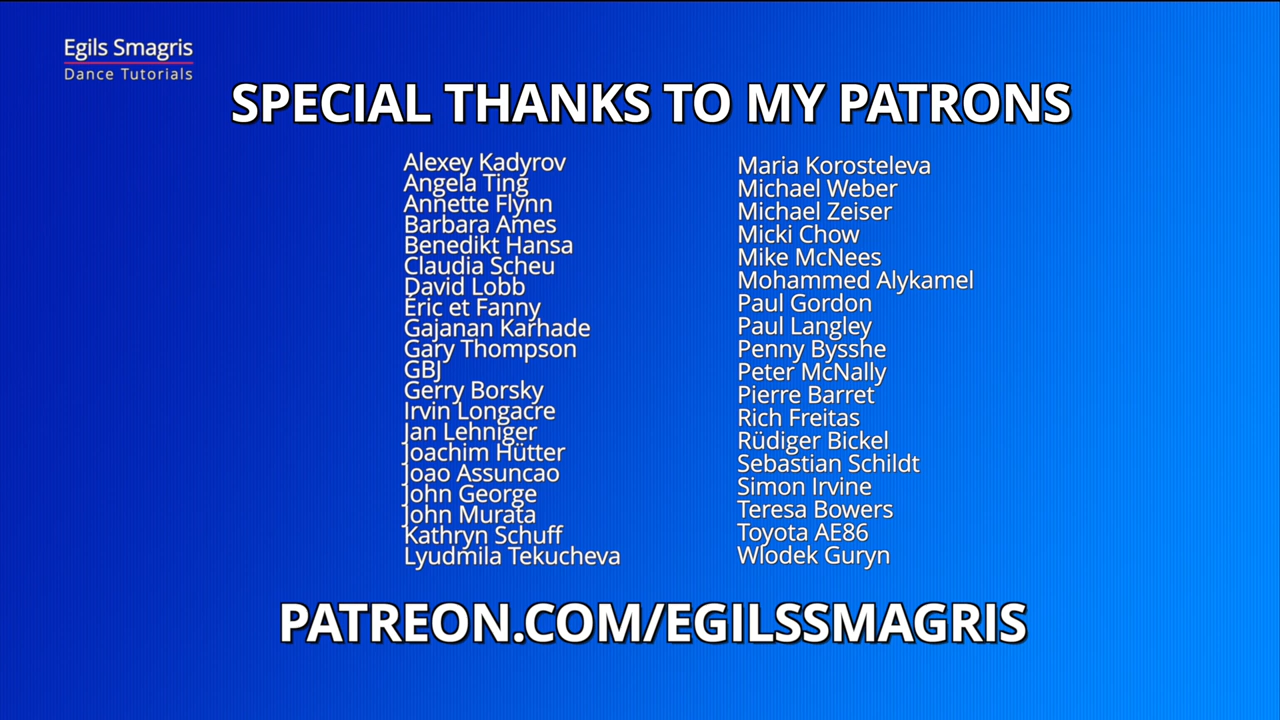 Egils Smagris
Dance Tutorials
SPECIAL THANKS TO MY PATRONS
Alexey Kadyrov
Angela Ting
Annette Flynn
Barbara Ames
Benedikt Hansa
Claudia Scheu
David Lobb
Éric et Fanny
Gajanan Karhade
Gary Thompson
GBJ
Gerry Borsky
Irvin Longacre
Jan Lehniger
Joachim Hütter
Joao Assuncao
John George
John Murata
Kathryn Schuff
Lyudmila Tekucheva
Maria Korosteleva
Michael Weber
Michael Zeiser
Micki Chow
Mike McNees
Mohammed Alykamel
Paul Gordon
Paul Langley
Penny Bysshe
Peter McNally
Pierre Barret
Rich Freitas
Rüdiger Bickel
Sebastian Schildt
Simon Irvine
Teresa Bowers
Toyota AE86
Wlodek Guryn
PATREON.COM/EGILSSMAGRIS